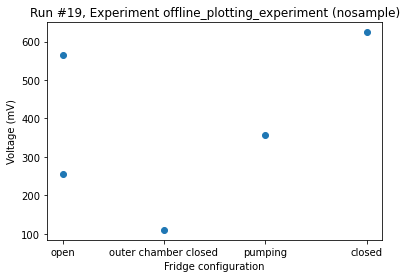 Run #19, Experiment offline_plotting_experiment (nosample)
600
500
400
300
200
100
Voltage (mV)
open outer chamber closed pumping closed
Fridge configuration